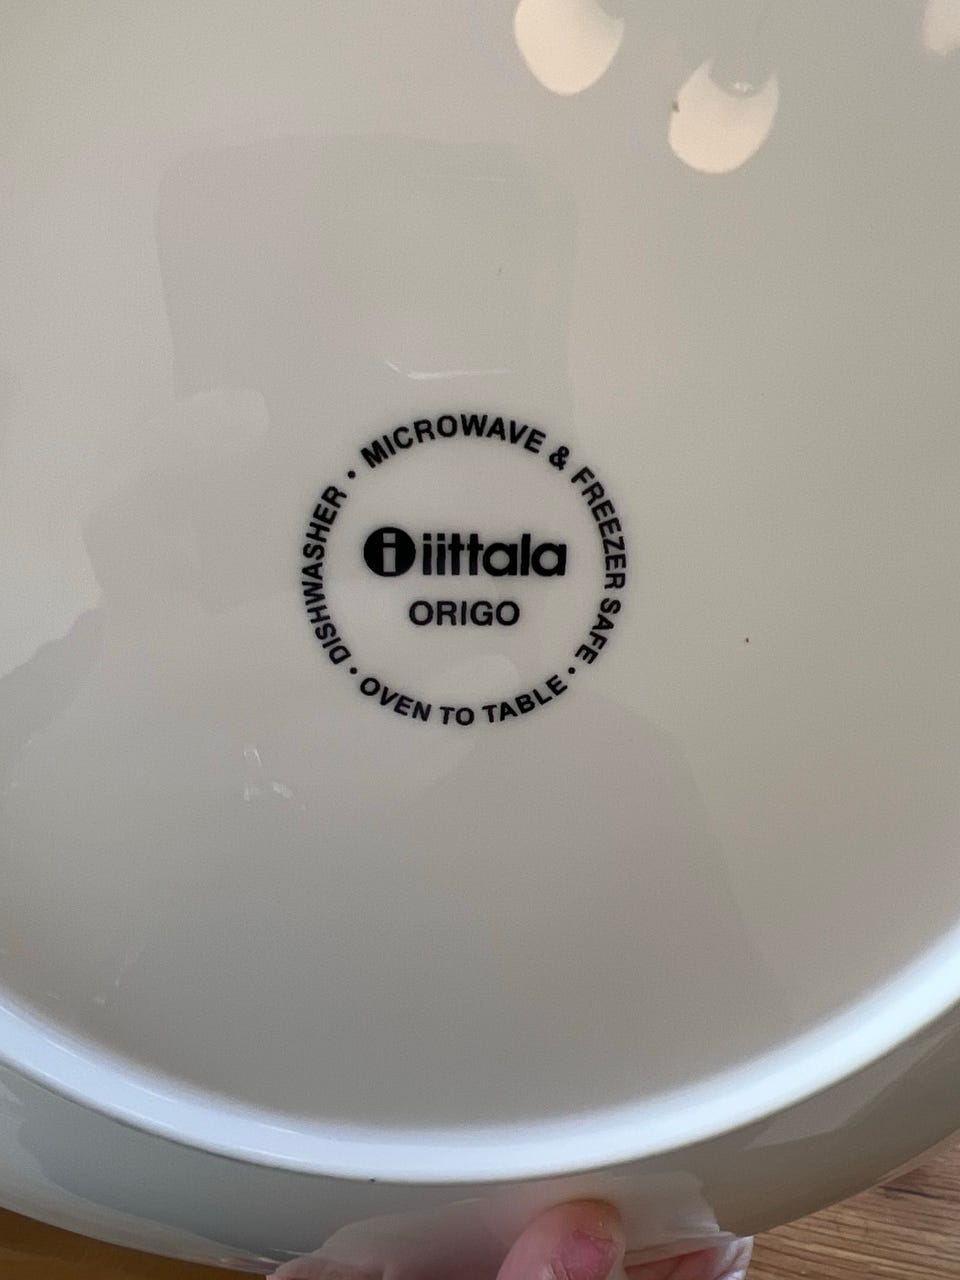 MICROWAVE & FREEZER SAFE •
OVEN TO TABLE •
DISHWASHER •
i iittala
ORIGO